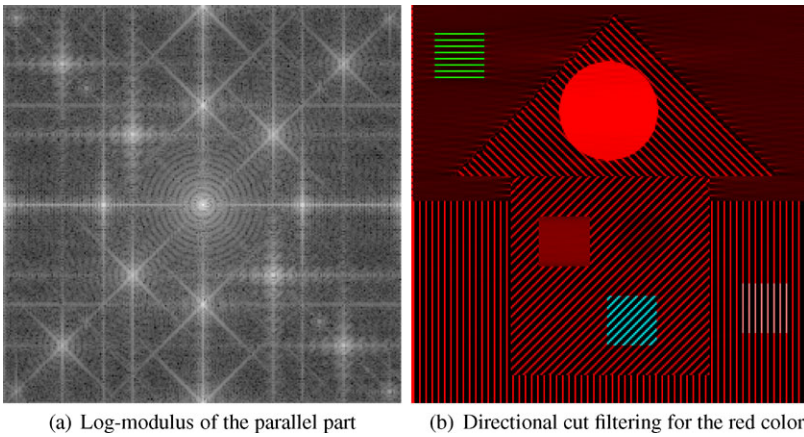 (a) Log-modulus of the parallel part
(b) Directional cut filtering for the red color